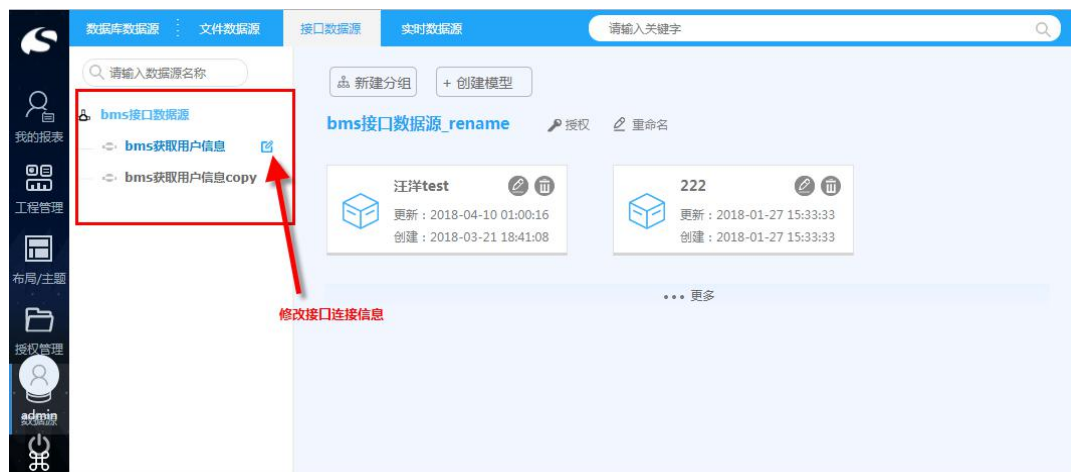 数据库数据源 文件数据源 接口数据源 实时数据源 请输入关键字
请输入数据源名称
新建分组 + 创建模型
我的报表
bms接口数据源
bms获取用户信息
bms获取用户信息copy
bms接口数据源_rename 授权 重命名
汪洋test
更新：2018-04-10 01:00:16
创建：2018-03-21 18:41:08
222
更新：2018-01-27 15:33:33
创建：2018-01-27 15:33:33
工程管理
布局/主题
••• 更多
修改接口连接信息
授权管理
admin
数据源